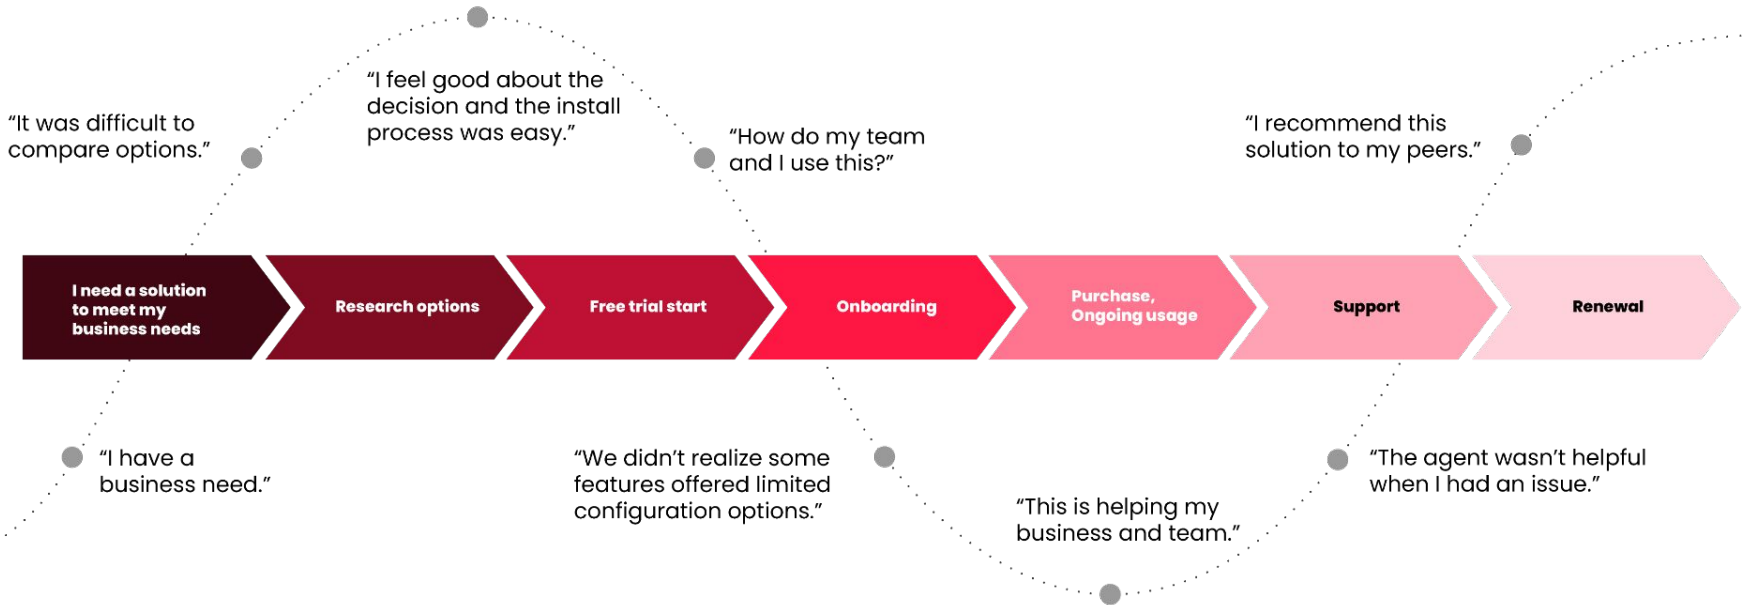 “It was difficult to
compare options.”
“I feel good about the
decision and the install
process was easy.”
“How do my team
and I use this?”
“I recommend this
solution to my peers.”
I need a solution
to meet my
business needs
Research options
Free trial start
Onboarding
Purchase,
Ongoing usage
Support
Renewal
“I have a
business need.”
“We didn’t realize some
features offered limited
configuration options.”
“This is helping my
business and team.”
“The agent wasn’t helpful
when I had an issue.”